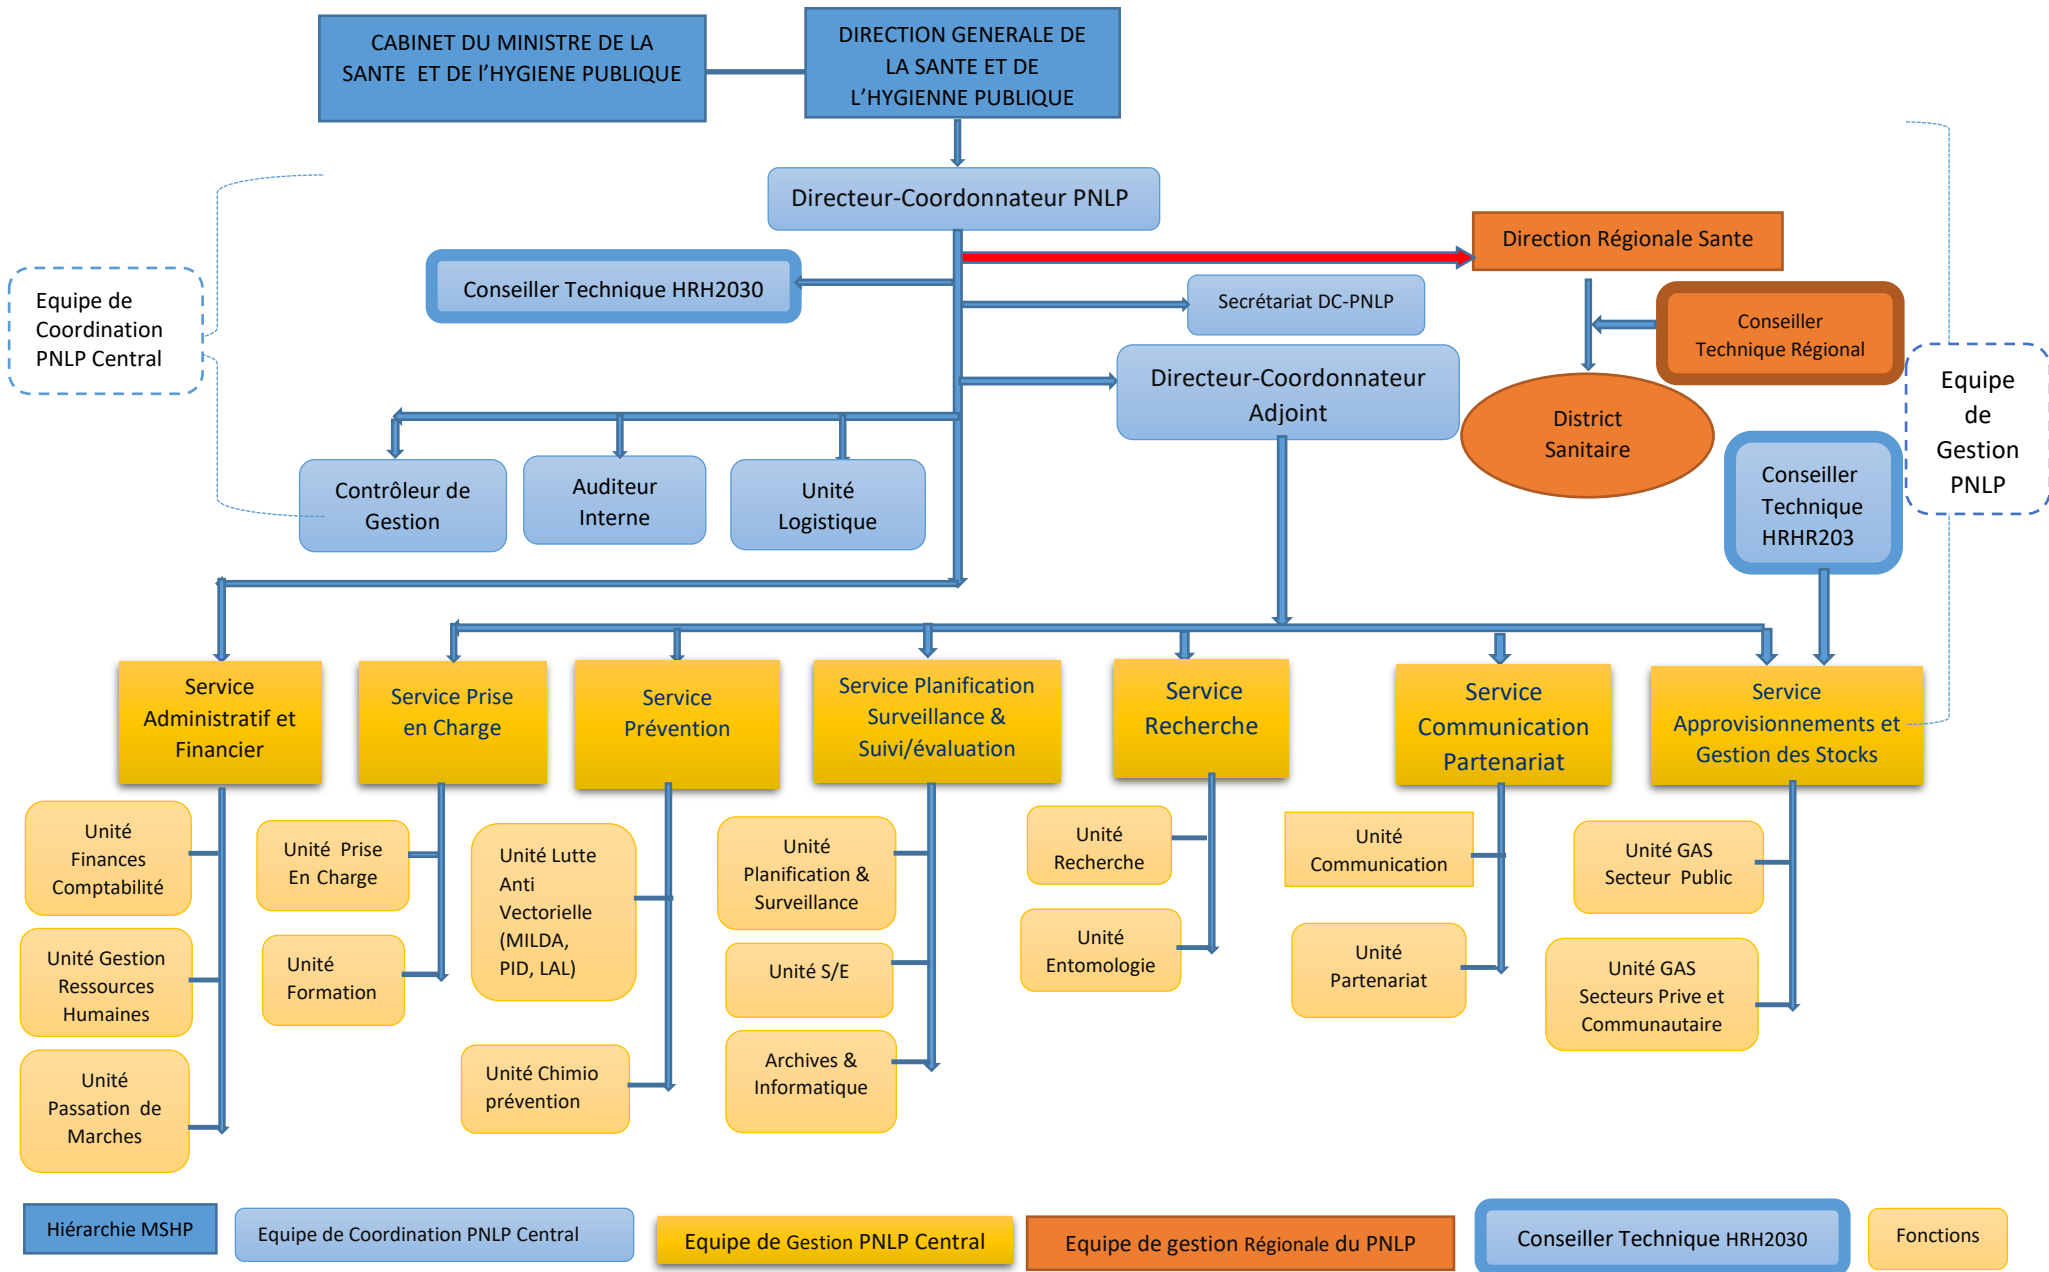 CABINET DU MINISTRE DE LA
SANTE ET DE l'HYGIENE PUBLIQUE
DIRECTION GENERALE DE
LA SANTE ET DE
L'HYGIENNE PUBLIQUE
Directeur-Coordonnateur PNLP
Direction Régionale Sante
Equipe de
Coordination
PNLP Central
Conseiller Technique HRH2030
Secrétariat DC-PNLP
Conseiller
Technique Régional
Directeur-Coordonnateur
Adjoint
Equipe
de
Gestion
PNLP
District
Sanitaire
Conseiller
Technique
HRHR203
Contrôleur de
Gestion
Auditeur
Interne
Unité
Logistique
Service
Administratif et
Financier
Service Prise
en Charge
Service
Prévention
Service Planification
Surveillance &
Suivi/évaluation
Service
Recherche
Service
Communication
Partenariat
Service
Approvisionnements et
Gestion des Stocks
Unité
Finances
Comptabilité
Unité Prise
En Charge
Unité Lutte
Anti
Vectorielle
(MILDA,
PID, LAL)
Unité
Planification &
Surveillance
Unité
Recherche
Unité
Communication
Unité GAS
Secteur Public
Unité Gestion
Ressources
Humaines
Unité
Formation
Unité S/E
Unité
Entomologie
Unité
Partenariat
Unité GAS
Secteurs Prive et
Communautaire
Unité
Passation de
Marches
Unité Chimio
prévention
Archives &
Informatique
Hiérarchie MSHP
Equipe de Coordination PNLP Central
Equipe de Gestion PNLP Central
Equipe de gestion Régionale du PNLP
Conseiller Technique HRH2030
Fonctions